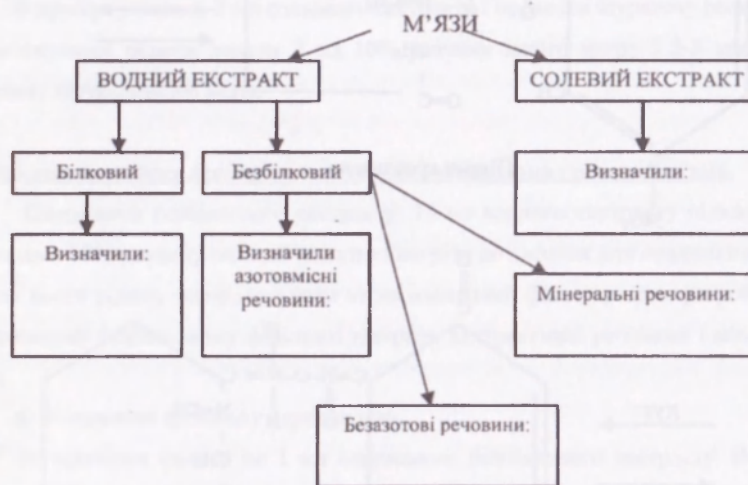 М’ЯЗИ
ВОДНИЙ ЕКСТРАКТ
СОЛЕВИЙ ЕКСТРАКТ
Білковий
Безбілковий
Визначили:
Визначили:
Визначили
азотовмісні
речовини:
Мінеральні речовини:
Безазотові речовини: